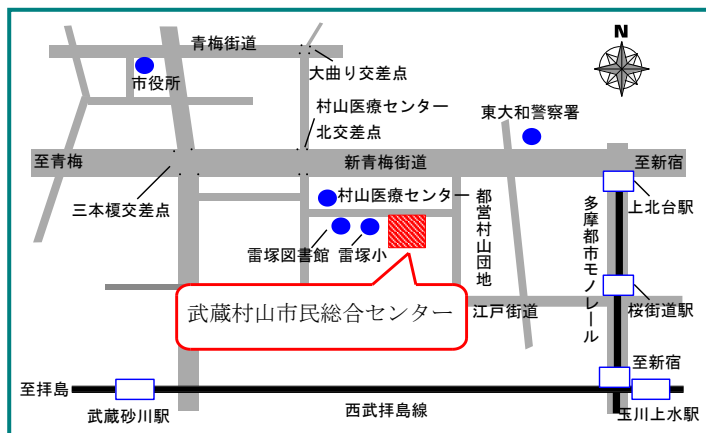 青梅街道
N
大曲り交差点
市役所
村山医療センター
北交差点
東大和警察署
至青梅
新青梅街道
至新宿
三本榎交差点
村山医療センター
都営村山団地
上北台駅
多摩都市モノレール
雷塚図書館
雷塚小
武蔵村山市民総合センター
江戸街道
桜街道駅
至新宿
至拝島
武蔵砂川駅
西武拝島線
玉川上水駅